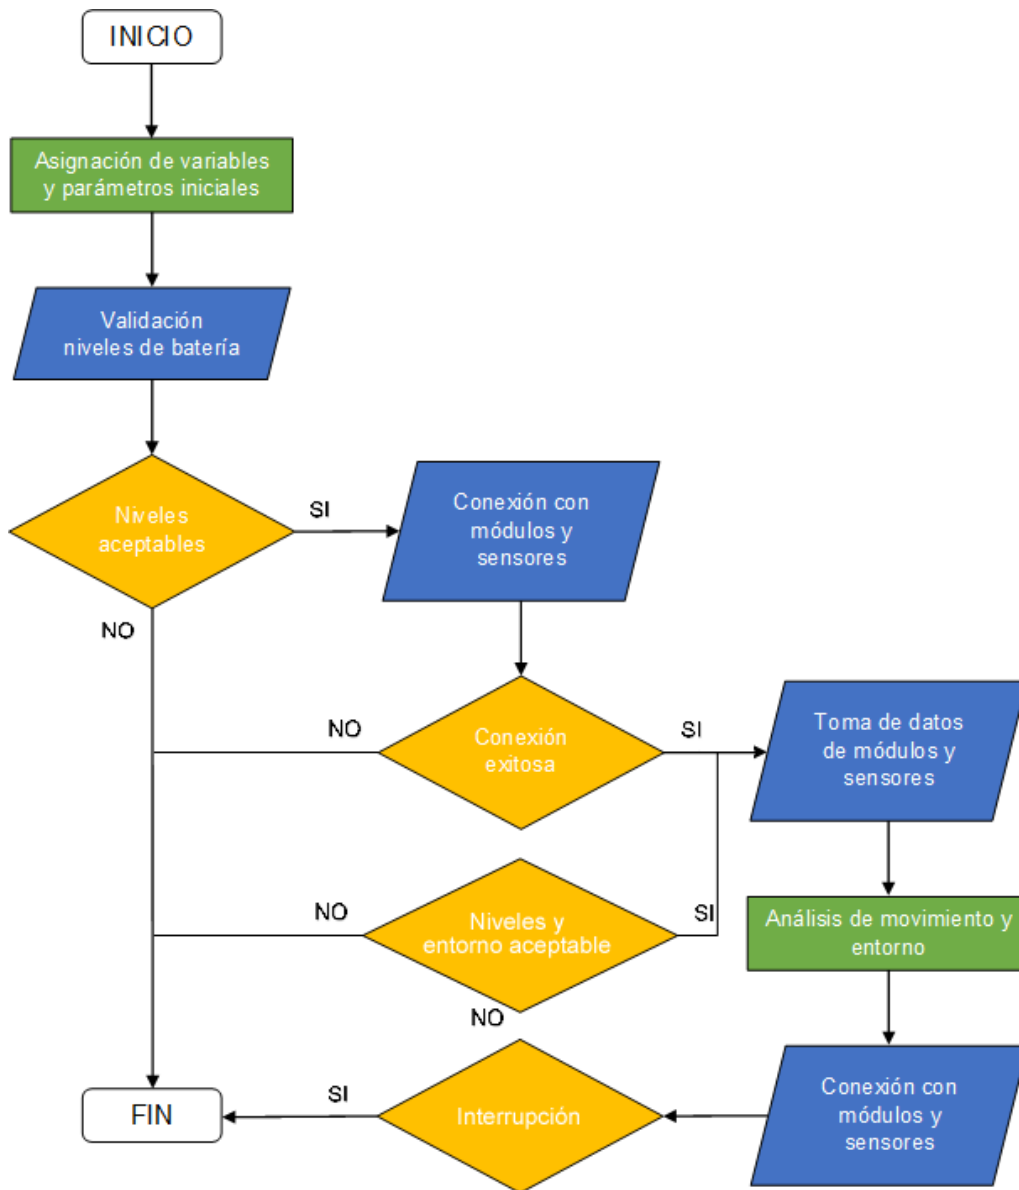 INICIO
Asignación de variables
y parámetros iniciales
Validación
niveles de batería
Niveles
aceptables
SI
NO
Conexión con
módulos y
sensores
NO
Conexión
exitosa
SI
Toma de datos
de módulos y
sensores
NO
Niveles y
entorno aceptable
SI
Análisis de movimiento y
entorno
NO
FIN
SI
Interrupción
Conexión con
módulos y
sensores